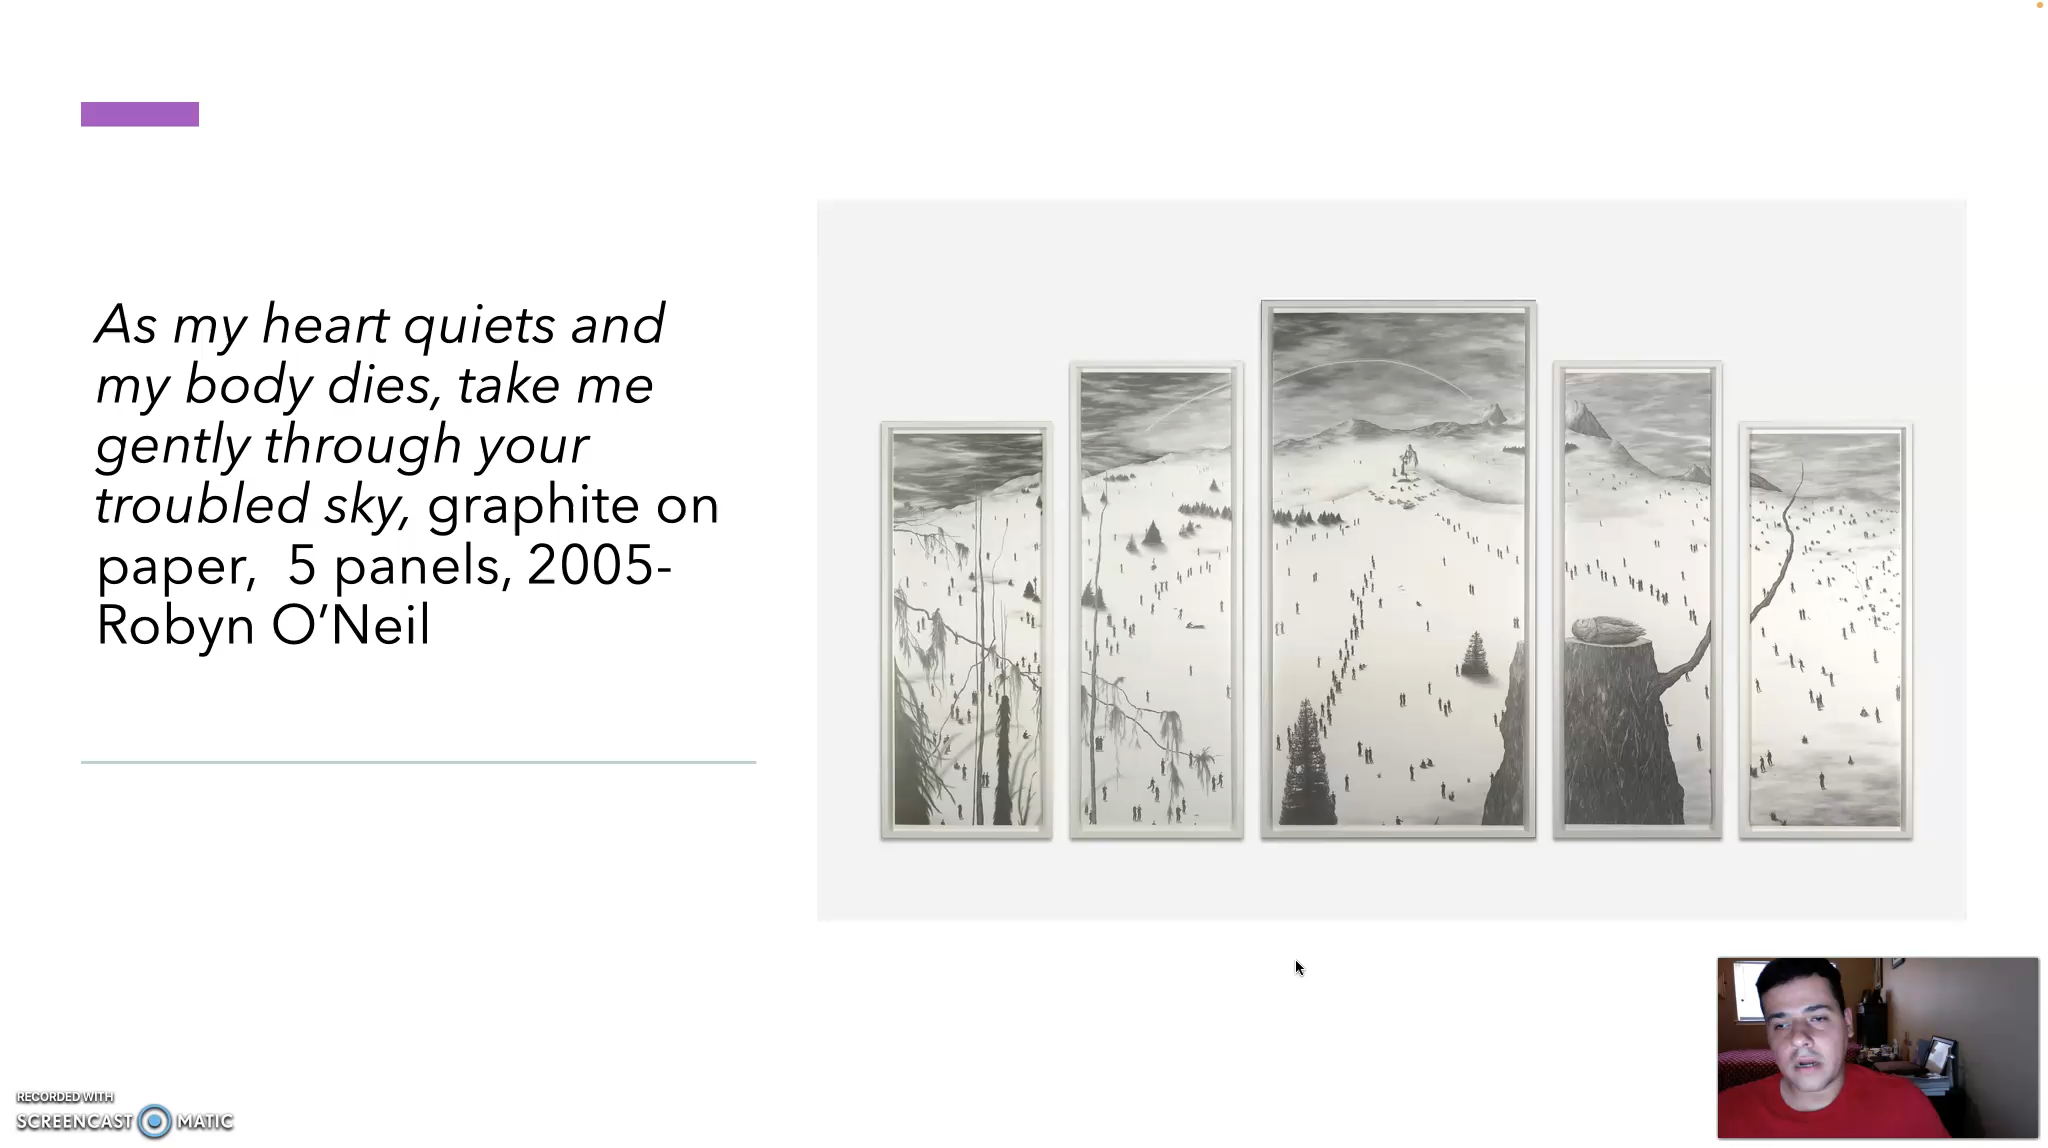 As my heart quiets and
my body dies, take me
gently through your
troubled sky, graphite on
paper,  5 panels, 2005-
Robyn O’Neil
RECORDED WITH
SCREENCAST MATIC